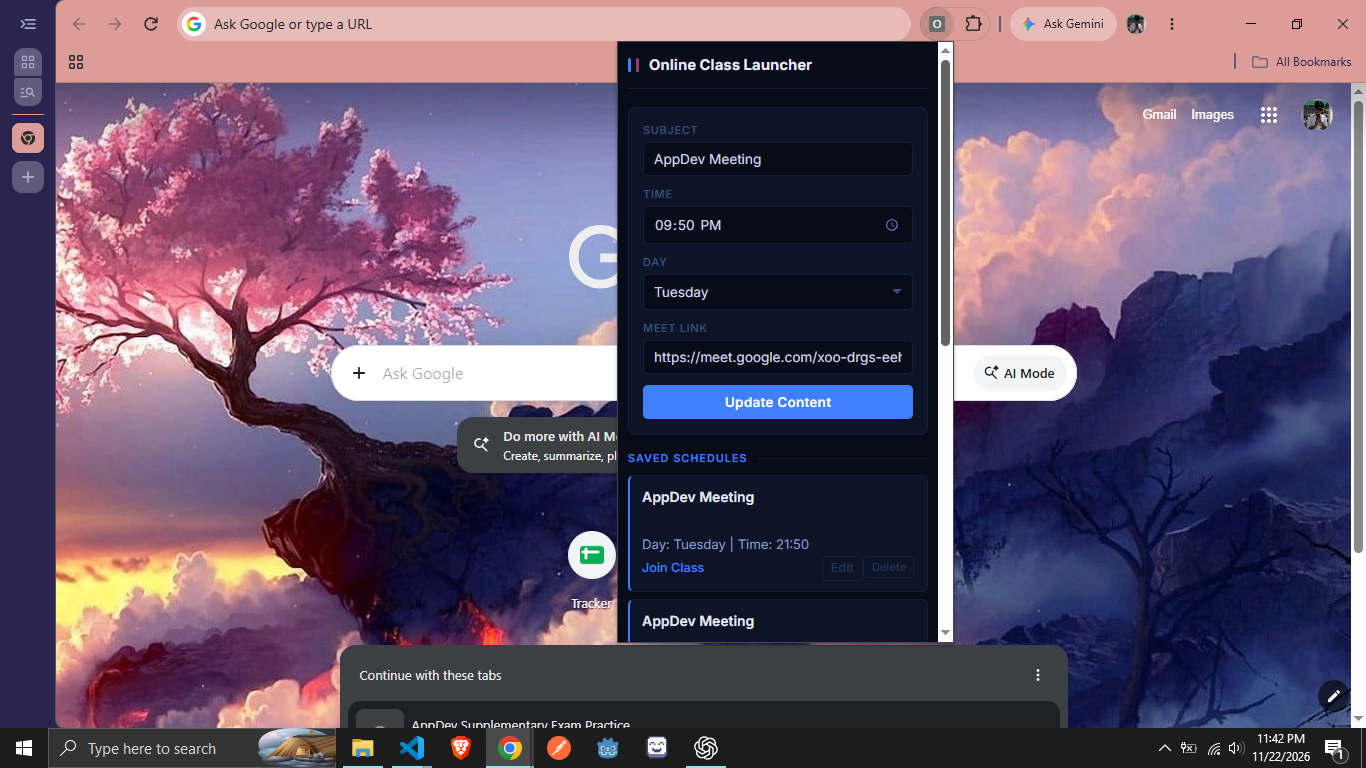 Ask Google or type a URL
O
Ask Gemini
All Bookmarks
Online Class Launcher
Gmail
Images
SUBJECT
AppDev Meeting
TIME
09:50 PM
DAY
Tuesday
MEET LINK
https://meet.google.com/xoo-drgs-eeh
Ask Google
AI Mode
Update Content
Do more with AI M
Create, summarize, pl
SAVED SCHEDULES
AppDev Meeting
Day: Tuesday | Time: 21:50
Join Class
Edit
Delete
Tracker
AppDev Meeting
Continue with these tabs
AppDev Supplementary Exam Practice
Type here to search
11:42 PM
11/22/2026
1